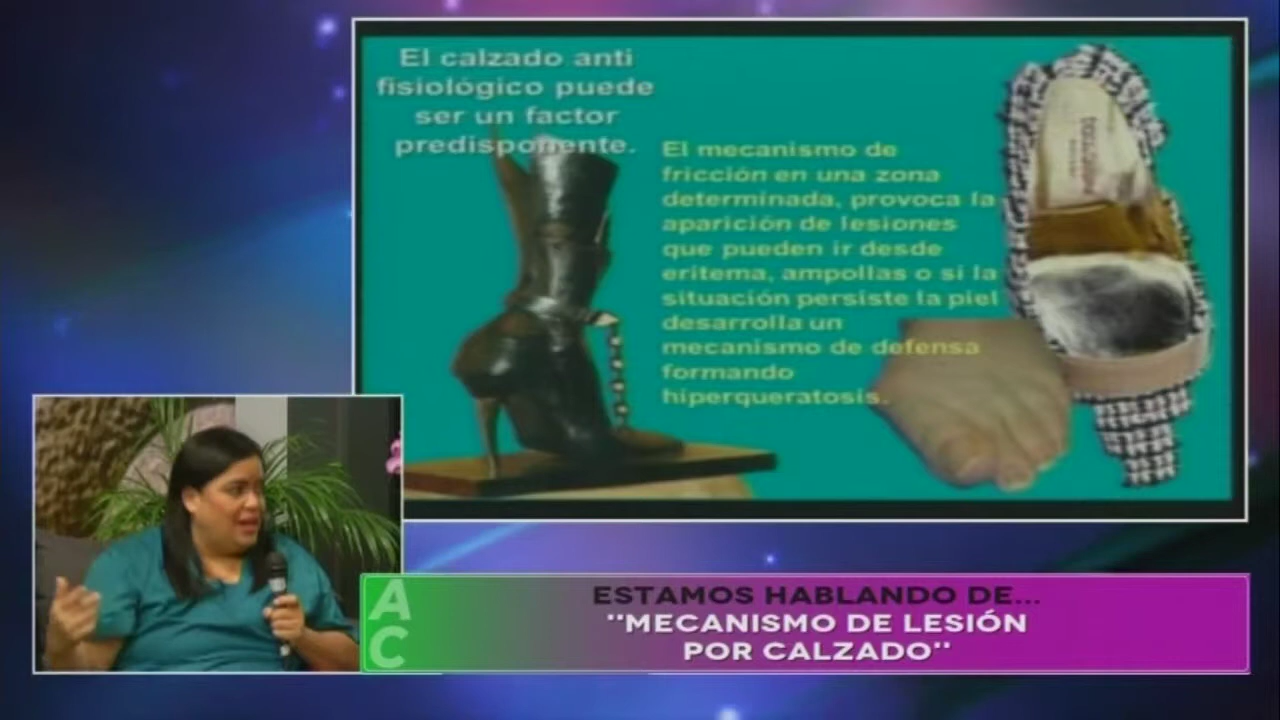 El calzado anti
fisiológico puede
ser un factor
predisponente.
El mecanismo de
fricción en una zona
determinada, provoca la
aparición de lesiones
que pueden ir desde
eritema, ampollas o si la
situación persiste la piel
desarrolla un
mecanismo de defensa
formando
hiperqueratosis.
A
C
ESTAMOS HABLANDO DE...
"MECANISMO DE LESIÓN
POR CALZADO"